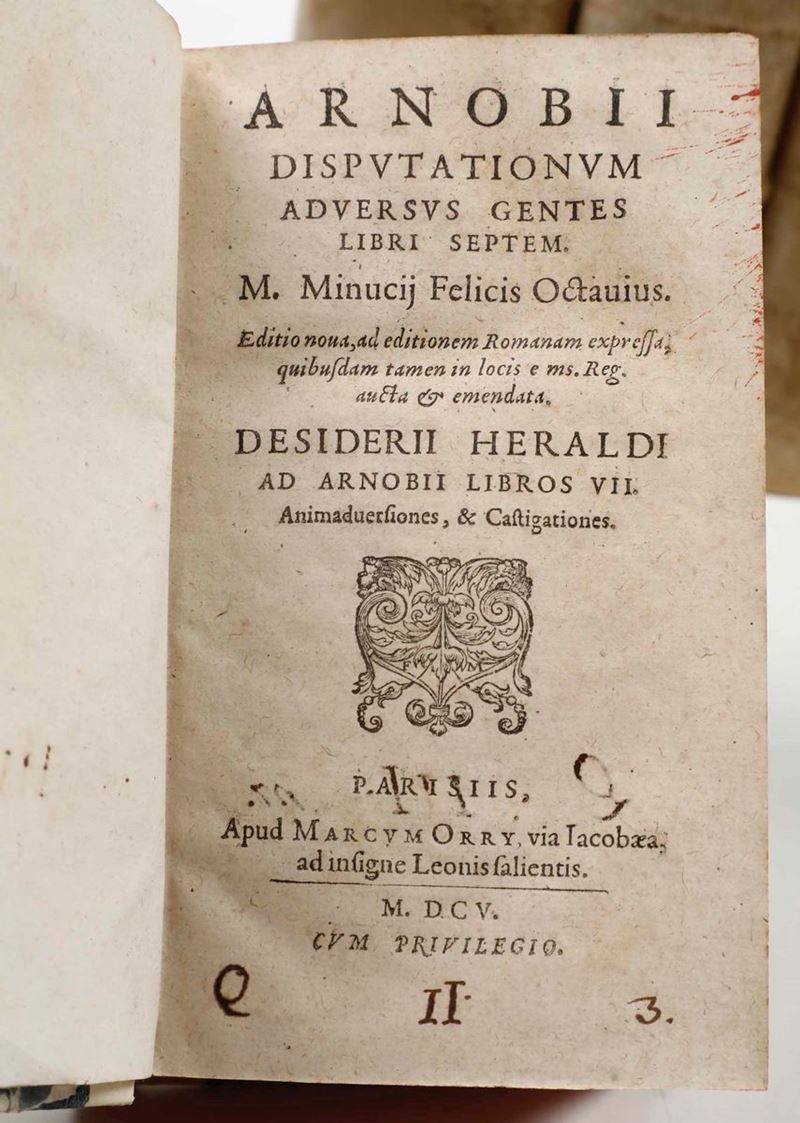 ARNOBII
DISPVTATIONVM
ADVERSVS GENTES
LIBRI SEPTEM.
M. Minucij Felicis Octauius.
Editio noua, ad editionem Romanam expreſſa,
quibuſdam tamen in locis e ms. Reg.
aucta & emendata.
DESIDERII HERALDI
AD ARNOBII LIBROS VII.
Animaduerſiones, & Caſtigationes.
PARISIIS,
Apud MARCVM ORRY, via Iacobæa,
ad inſigne Leonis ſalientis.
M. DCV.
CVM PRIVILEGIO.
Q II 3.